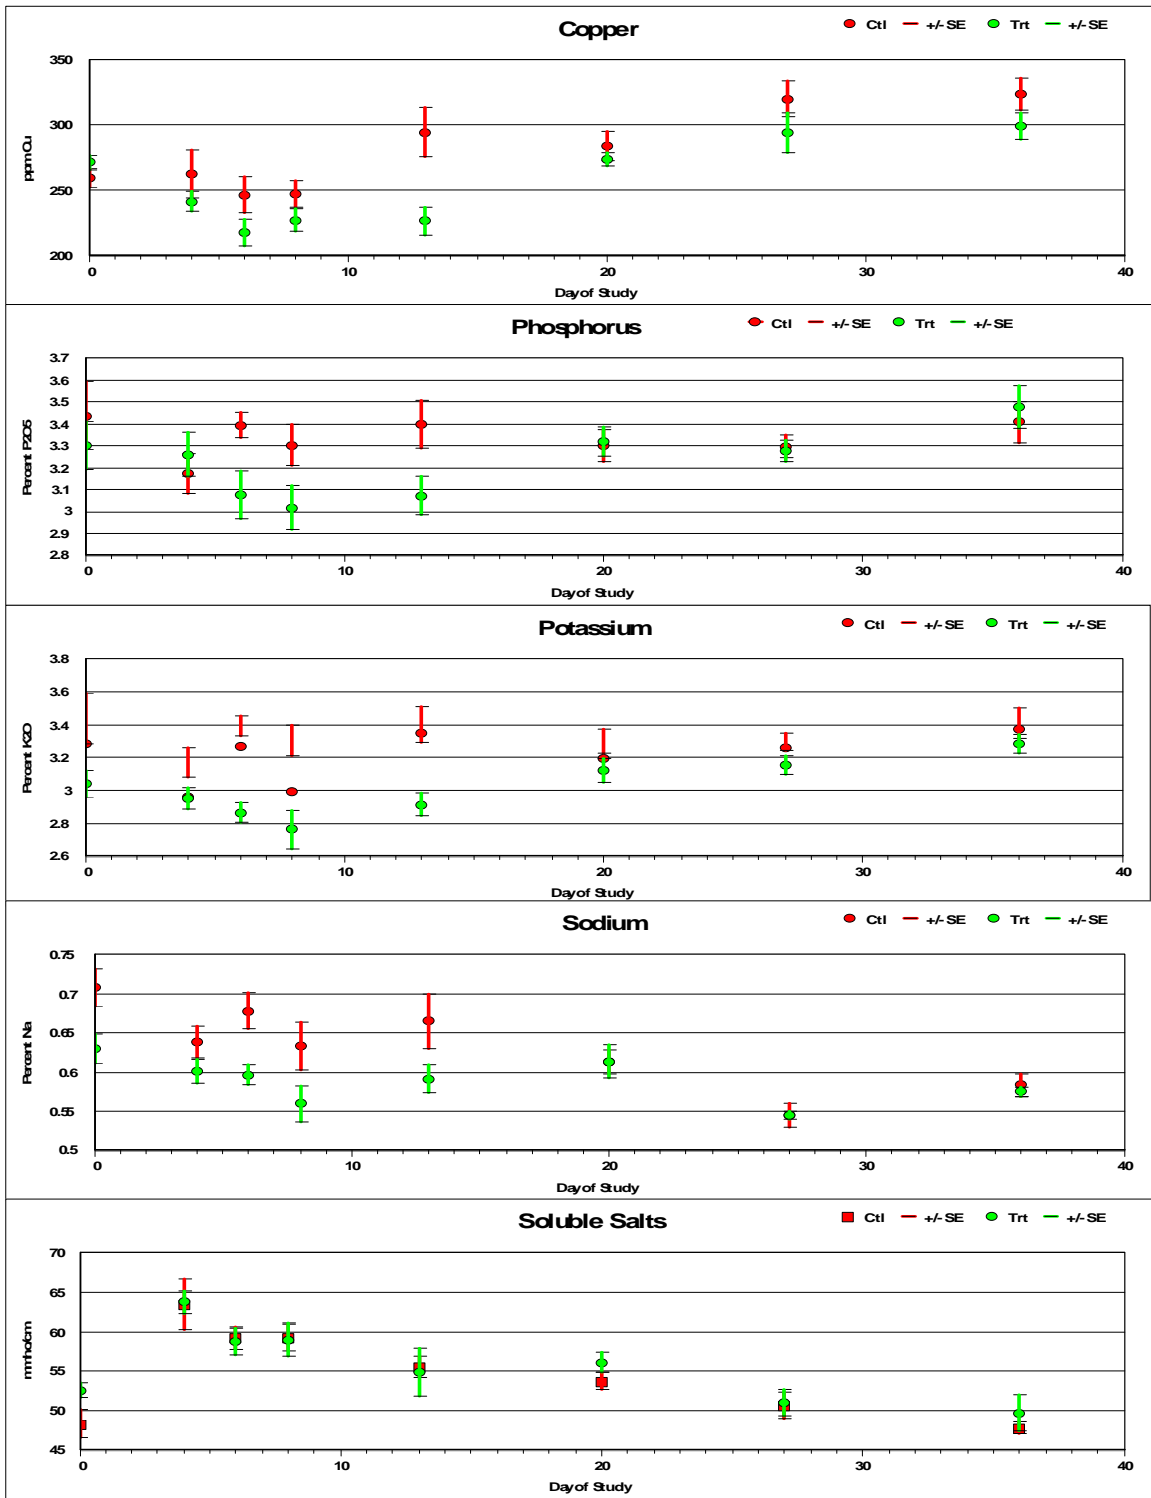 Copper
Ctl +/- SE Trt +/- SE
350
300
250
200
ppm Cu
0 10 20 30 40
Day of Study
Phosphorus
Ctl +/- SE Trt +/- SE
3.7
3.6
3.5
3.4
3.3
3.2
3.1
3
2.9
2.8
Percent P2O5
0 10 20 30 40
Day of Study
Potassium
Ctl +/- SE Trt +/- SE
3.8
3.6
3.4
3.2
3
2.8
2.6
Percent K2O
0 10 20 30 40
Day of Study
Sodium
Ctl +/- SE Trt +/- SE
0.75
0.7
0.65
0.6
0.55
0.5
Percent Na
0 10 20 30 40
Day of Study
Soluble Salts
Ctl +/- SE Trt +/- SE
70
65
60
55
50
45
mmho/cm
0 10 20 30 40
Day of Study